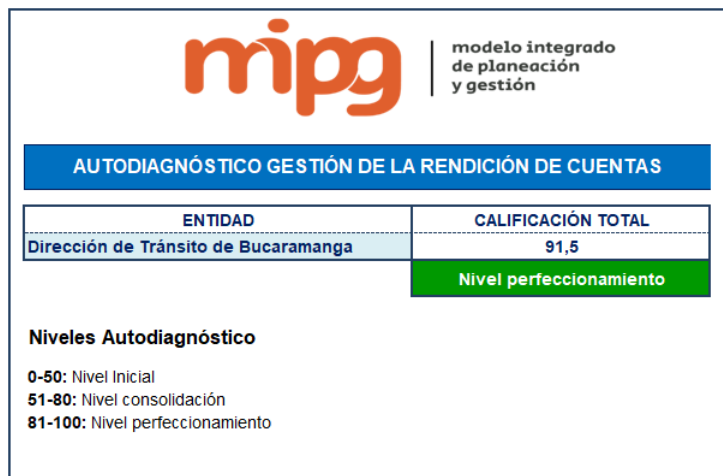 mipg
modelo integrado
de planeación
y gestión
AUTODIAGNÓSTICO GESTIÓN DE LA RENDICIÓN DE CUENTAS
ENTIDAD CALIFICACIÓN TOTAL
Dirección de Tránsito de Bucaramanga 91,5
Nivel perfeccionamiento
Niveles Autodiagnóstico
0-50: Nivel Inicial
51-80: Nivel consolidación
81-100: Nivel perfeccionamiento